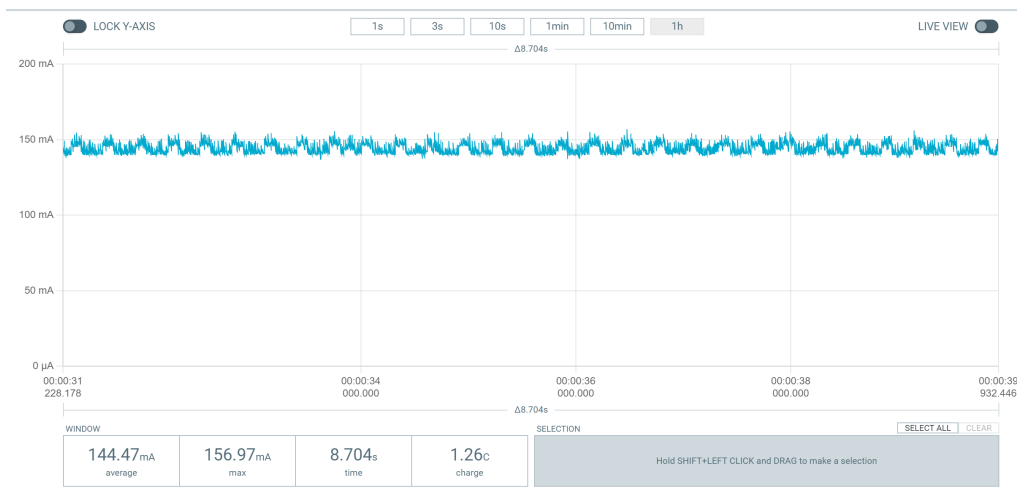 LOCK Y-AXIS 1s 3s 10s 1min 10min 1h LIVE VIEW
Δ8.704s
200 mA
150 mA
100 mA
50 mA
0 µA
00:00:31 00:00:34 00:00:36 00:00:38 00:00:39
228.178 000.000 000.000 000.000 932.446
Δ8.704s
WINDOW SELECTION SELECT ALL CLEAR
144.47mA 156.97mA 8.704s 1.26c
average max time charge
Hold SHIFT+LEFT CLICK and DRAG to make a selection